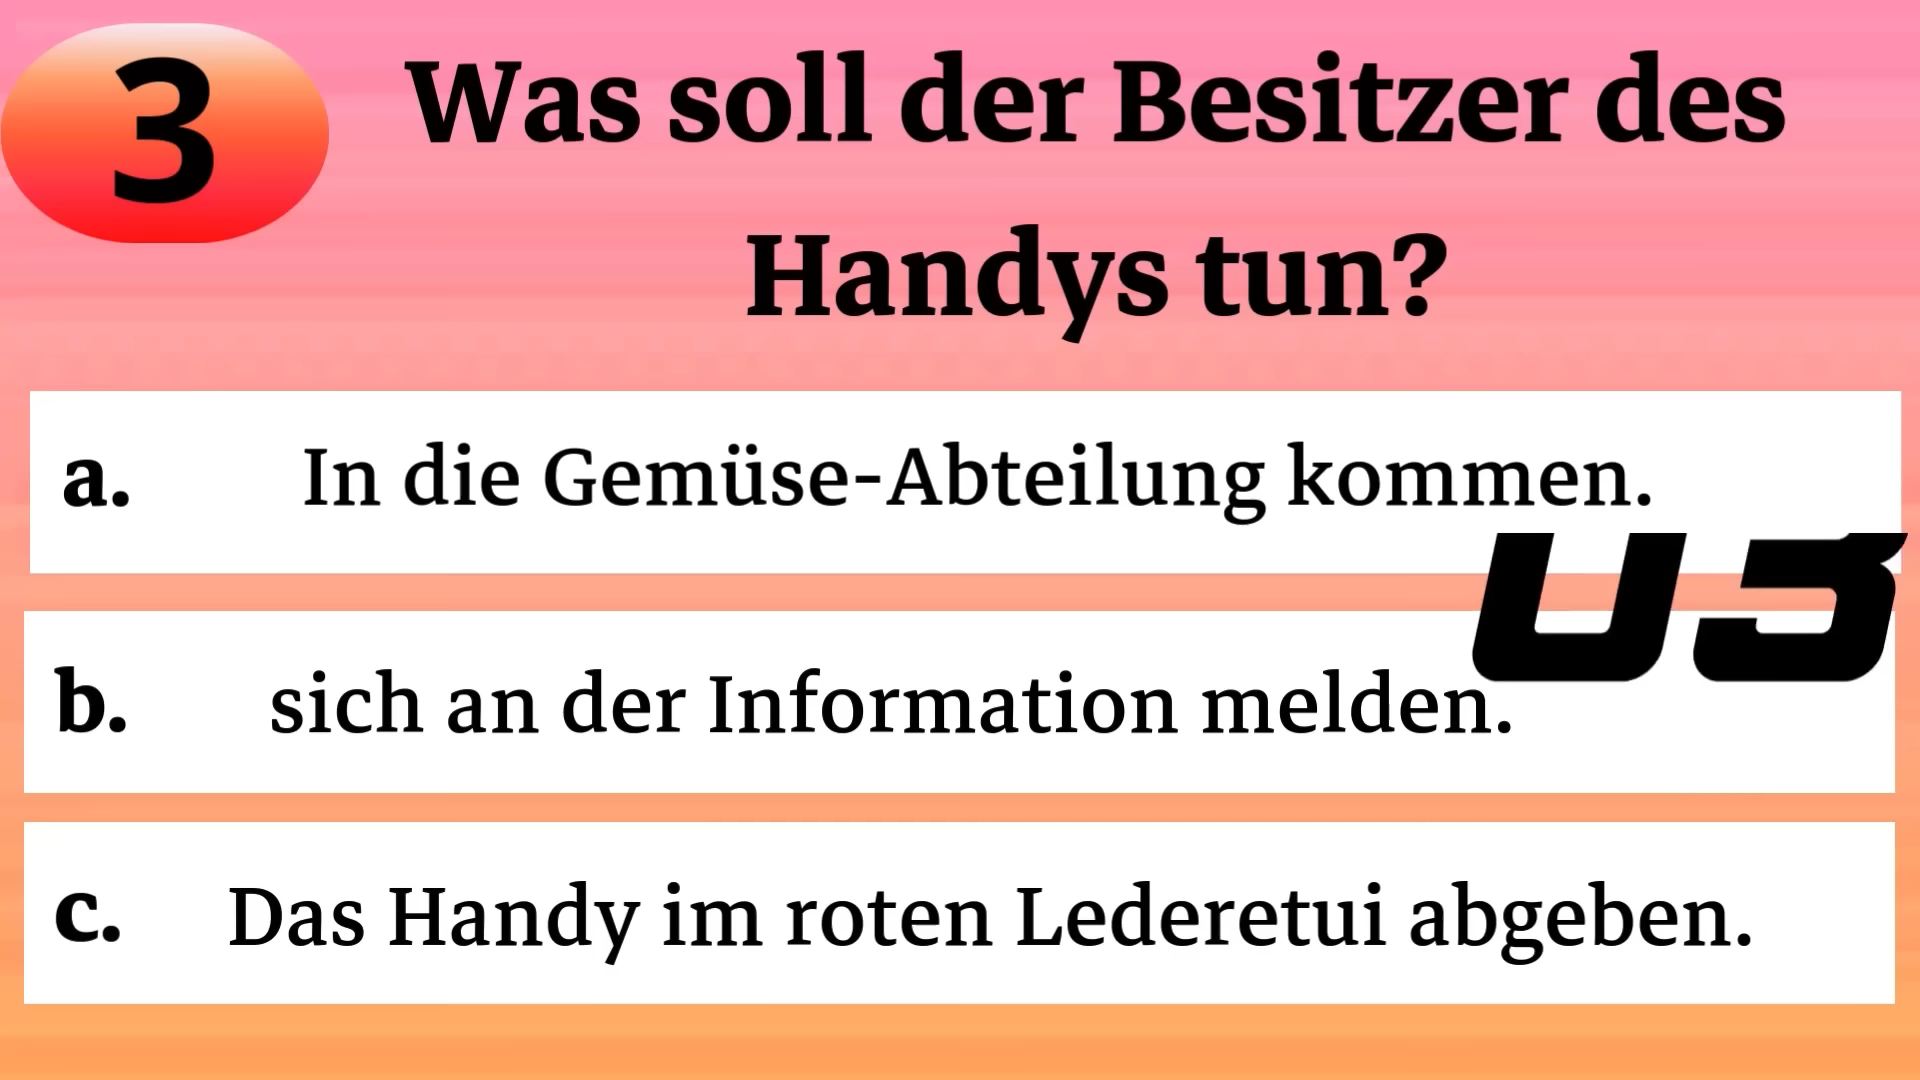 3
Was soll der Besitzer des
Handys tun?
a. In die Gemüse-Abteilung kommen.
b. sich an der Information melden.
c. Das Handy im roten Lederetui abgeben.